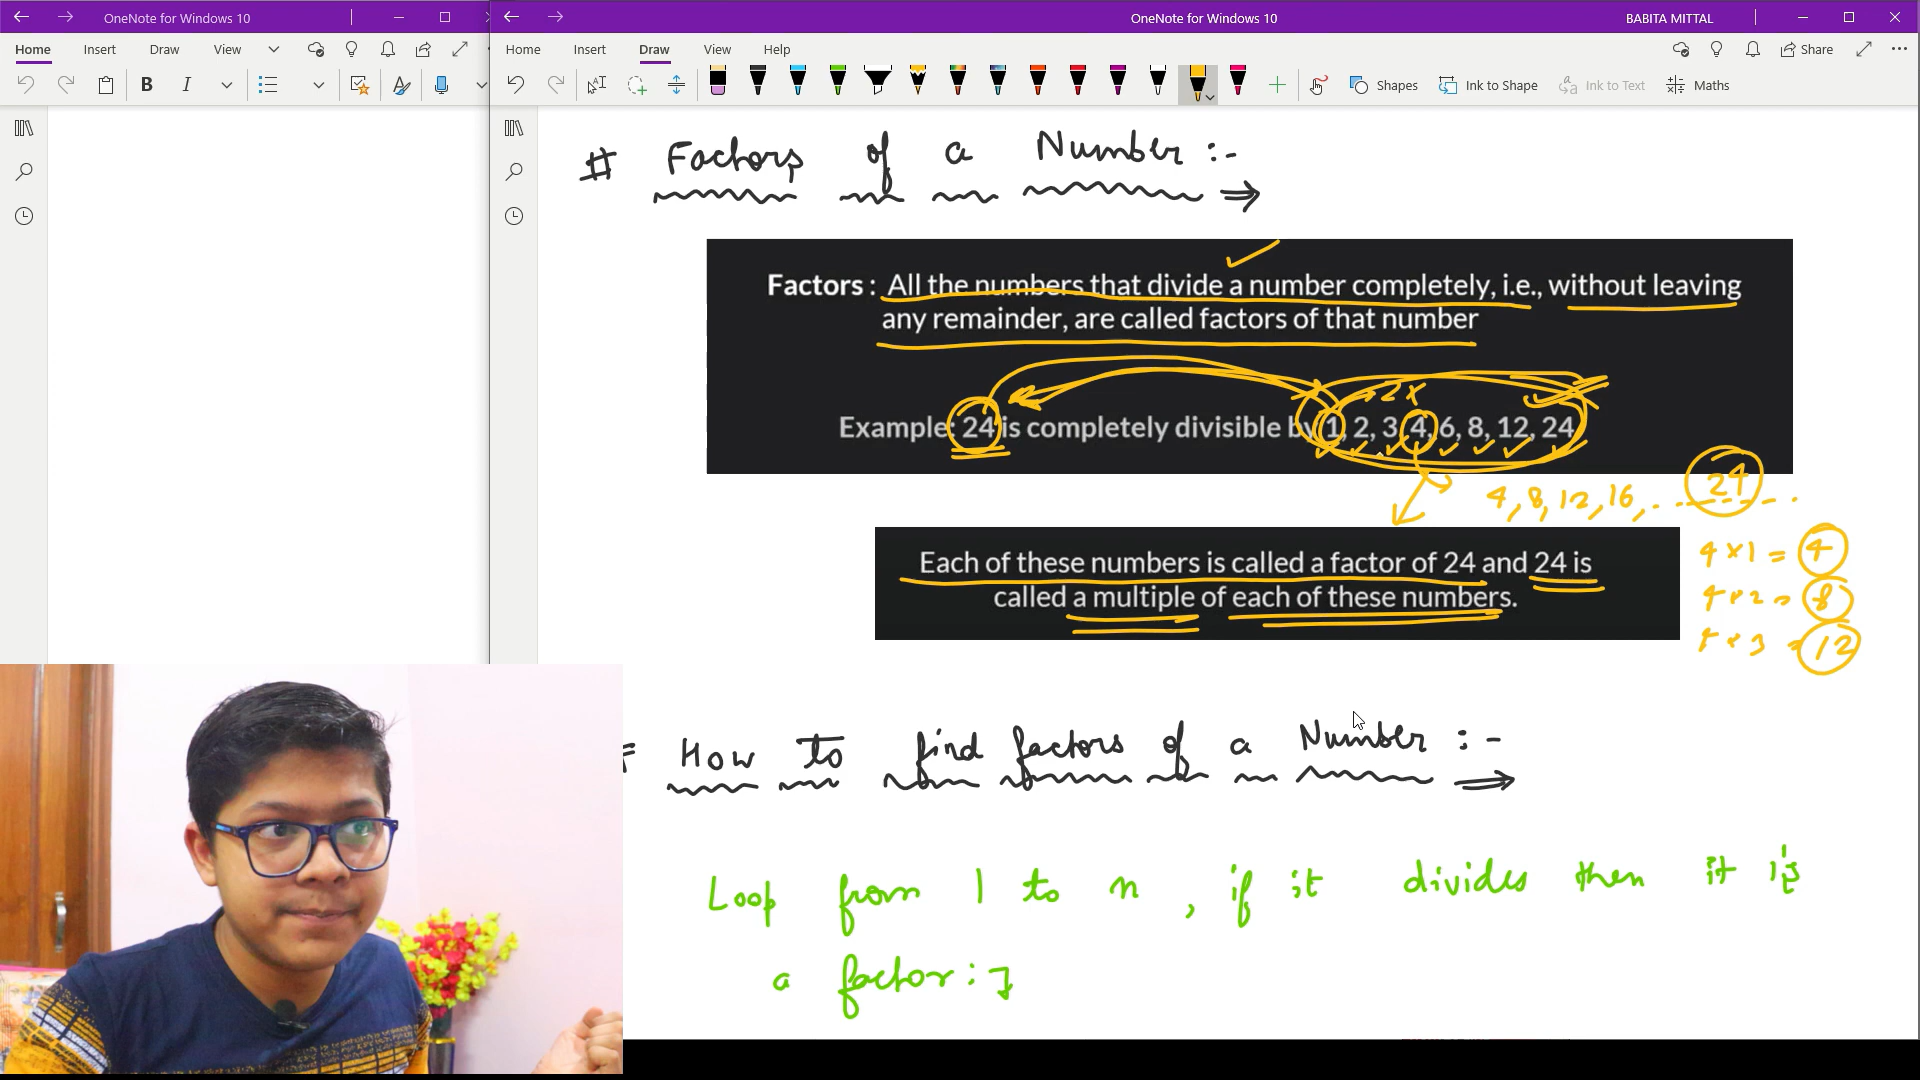 OneNote for Windows 10
OneNote for Windows 10
BABITA MITTAL
Home Insert Draw View
Home Insert Draw View Help
Share
B I
Shapes Ink to Shape Ink to Text Maths
# Factors of a Number :-
Factors : All the numbers that divide a number completely, i.e., without leaving
any remainder, are called factors of that number
2x
Example: 24 is completely divisible by 1, 2, 3, 4, 6, 8, 12, 24
4, 8, 12, 16, . - - 24 - - .
Each of these numbers is called a factor of 24 and 24 is
called a multiple of each of these numbers.
4 x 1 = 4
4 x 2 = 8
4 x 3 = 12
How to find factors of a Number :-
Loop from 1 to n , if it divides then it is
a factor :]